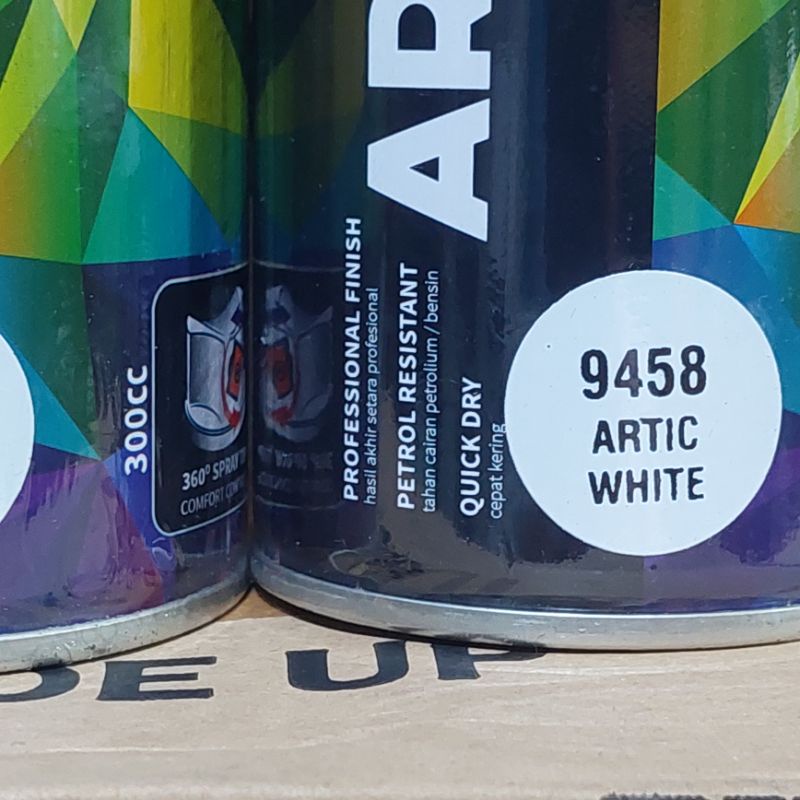 300CC
360° SPRAY
COMFORT
AR
PROFESSIONAL FINISH
hasil akhir setara profesional
PETROL RESISTANT
tahan cairan petrolium / bensin
QUICK DRY
cepat kering
9458
ARTIC
WHITE
DE UP